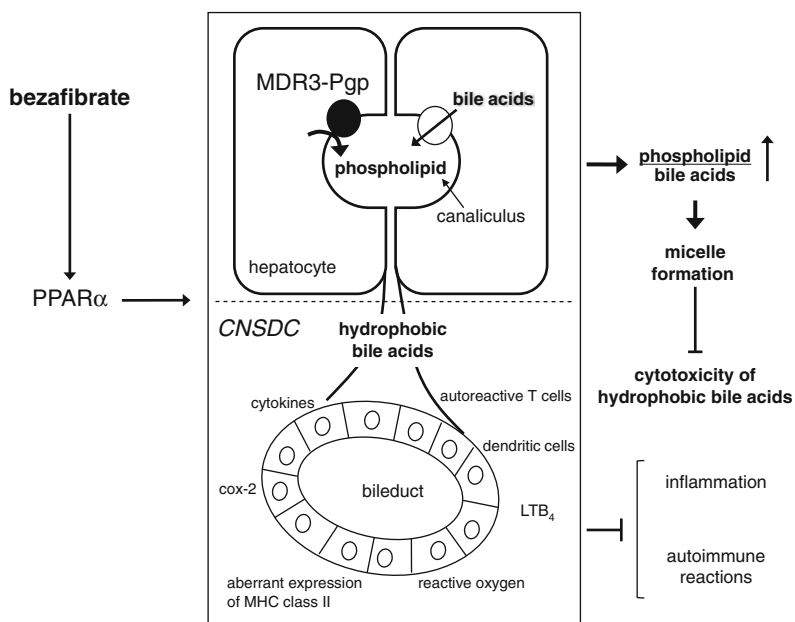 bezafibrate
PPARα
MDR3-Pgp
bile acids
phospholipid
canaliculus
hepatocyte
CNSDC
hydrophobic
bile acids
cytokines
autoreactive T cells
dendritic cells
cox-2
bileduct
LTB4
aberrant expression
of MHC class II
reactive oxygen
phospholipid
bile acids
micelle
formation
cytotoxicity of
hydrophobic bile acids
inflammation
autoimmune
reactions